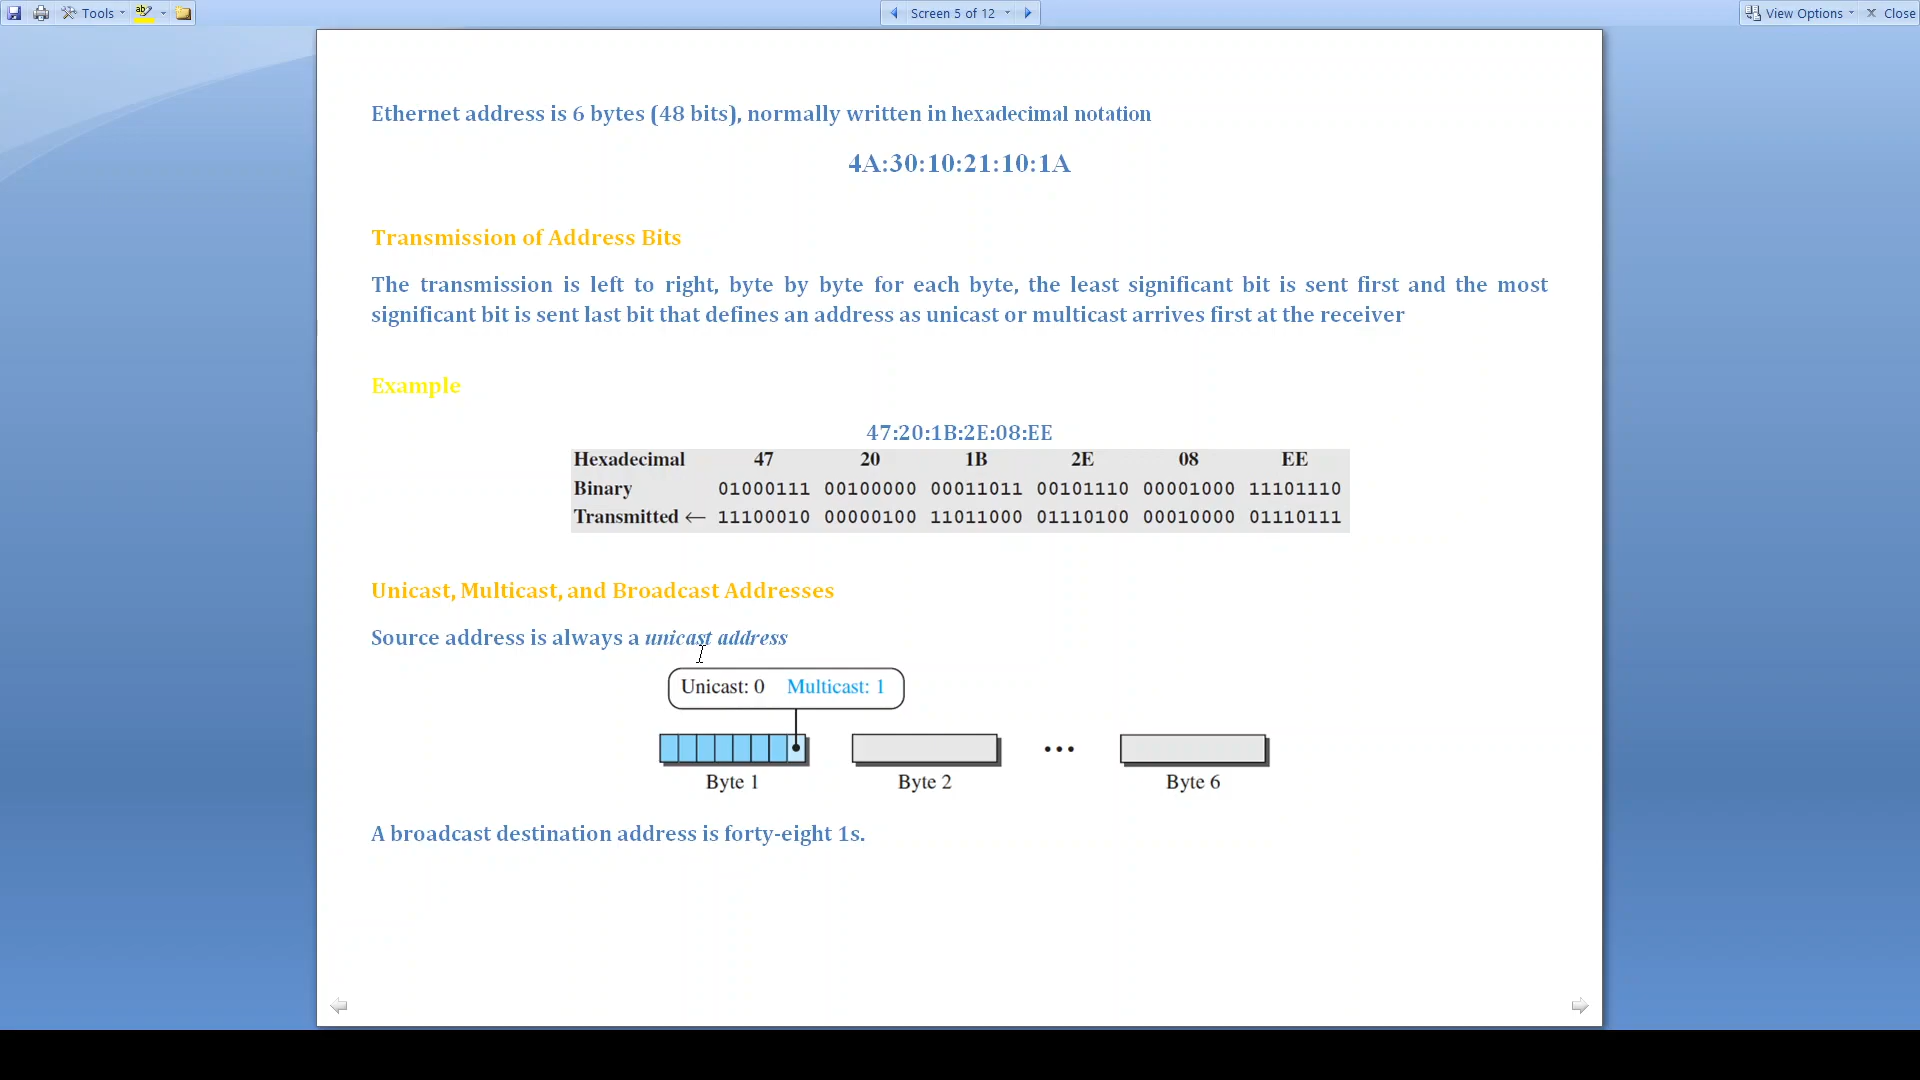 Tools
Screen 5 of 12
View Options
Close
Ethernet address is 6 bytes (48 bits), normally written in hexadecimal notation
4A:30:10:21:10:1A
Transmission of Address Bits
The transmission is left to right, byte by byte for each byte, the least significant bit is sent first and the most
significant bit is sent last bit that defines an address as unicast or multicast arrives first at the receiver
Example
47:20:1B:2E:08:EE
Hexadecimal 47 20 1B 2E 08 EE
Binary 01000111 00100000 00011011 00101110 00001000 11101110
Transmitted ← 11100010 00000100 11011000 01110100 00010000 01110111
Unicast, Multicast, and Broadcast Addresses
Source address is always a unicast address
Unicast: 0 Multicast: 1
...
Byte 1 Byte 2 Byte 6
A broadcast destination address is forty-eight 1s.